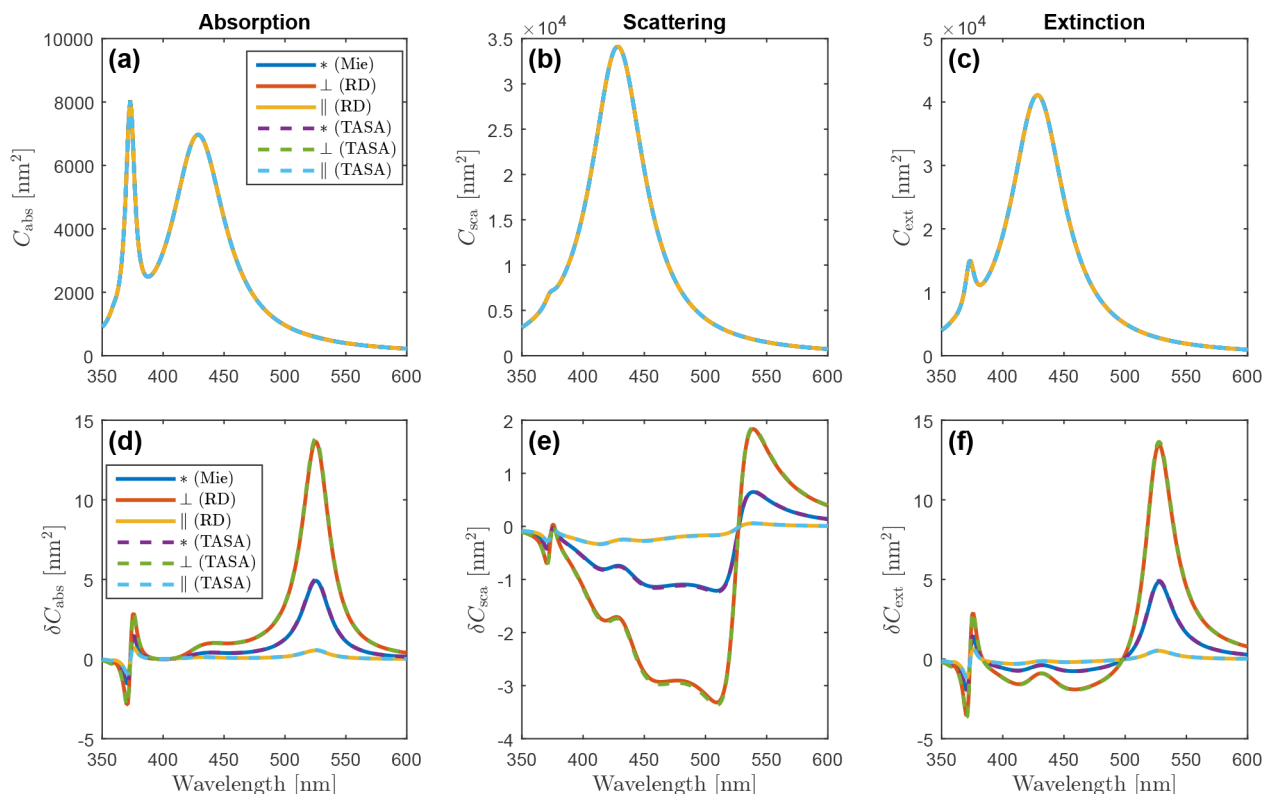 Absorption
Scattering
Extinction
(a)
∗ (Mie)
⊥ (RD)
∥ (RD)
∗ (TASA)
⊥ (TASA)
∥ (TASA)
C_abs [nm²]
10000
8000
6000
4000
2000
0
350 400 450 500 550 600
(b)
×10⁴
C_sca [nm²]
3.5
3
2.5
2
1.5
1
0.5
0
350 400 450 500 550 600
(c)
×10⁴
C_ext [nm²]
5
4
3
2
1
0
350 400 450 500 550 600
(d)
∗ (Mie)
⊥ (RD)
∥ (RD)
∗ (TASA)
⊥ (TASA)
∥ (TASA)
δC_abs [nm²]
15
10
5
0
-5
350 400 450 500 550 600
Wavelength [nm]
(e)
δC_sca [nm²]
2
1
0
-1
-2
-3
-4
350 400 450 500 550 600
Wavelength [nm]
(f)
δC_ext [nm²]
15
10
5
0
-5
350 400 450 500 550 600
Wavelength [nm]